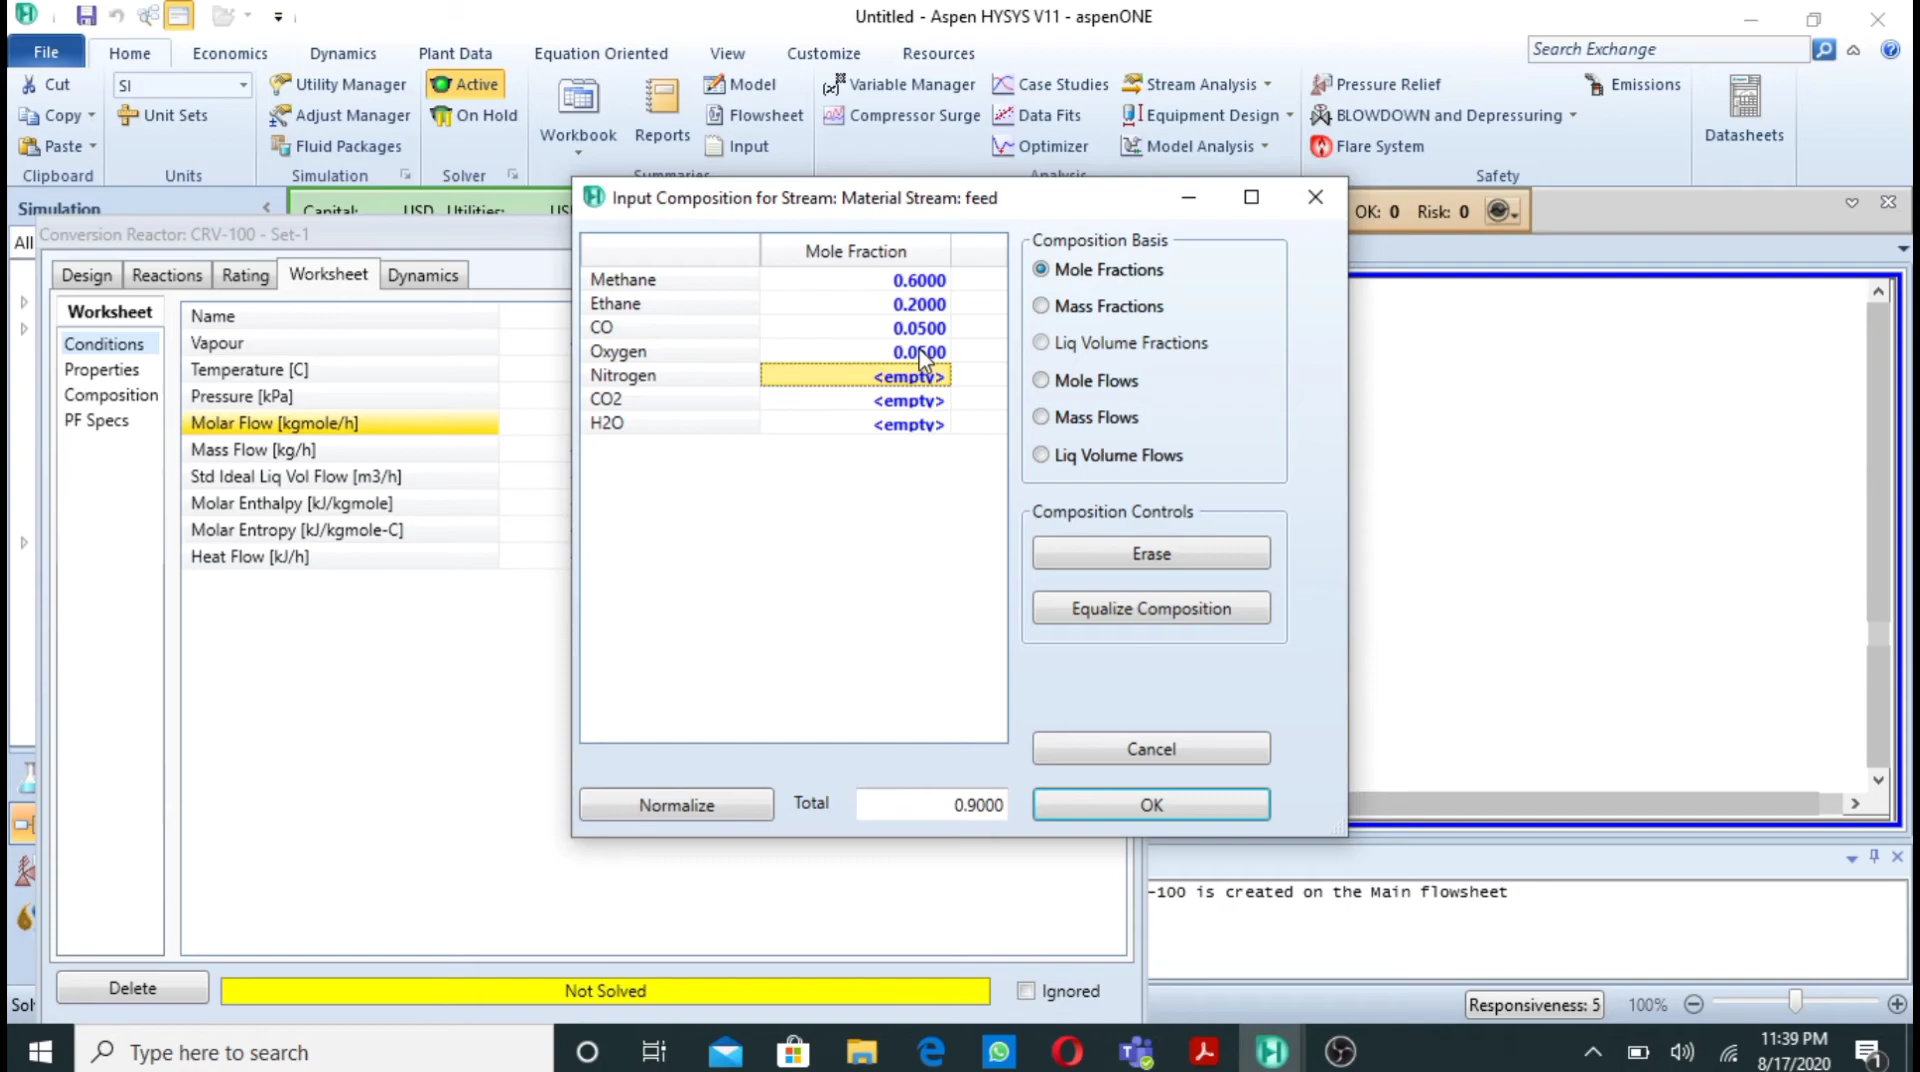 Untitled - Aspen HYSYS V11 - aspenONE
File Home Economics Dynamics Plant Data Equation Oriented View Customize Resources Search Exchange
Cut SI Utility Manager Active Model Variable Manager Case Studies Stream Analysis Pressure Relief Emissions
Copy Unit Sets Adjust Manager On Hold Flowsheet Compressor Surge Data Fits Equipment Design BLOWDOWN and Depressuring
Workbook Reports Datasheets
Paste Fluid Packages Input Optimizer Model Analysis Flare System
Clipboard Units Simulation Solver Summaries Analysis Safety
Simulation Capital: USD Utilities: US OK: 0 Risk: 0
All
Conversion Reactor: CRV-100 - Set-1
Design Reactions Rating Worksheet Dynamics
Worksheet
Conditions
Properties
Composition
PF Specs
Name
Vapour
Temperature [C]
Pressure [kPa]
Molar Flow [kgmole/h]
Mass Flow [kg/h]
Std Ideal Liq Vol Flow [m3/h]
Molar Enthalpy [kJ/kgmole]
Molar Entropy [kJ/kgmole-C]
Heat Flow [kJ/h]
Delete Not Solved Ignored
Input Composition for Stream: Material Stream: feed
Mole Fraction
Methane 0.6000
Ethane 0.2000
CO 0.0500
Oxygen 0.0500
Nitrogen <empty>
CO2 <empty>
H2O <empty>
Composition Basis
Mole Fractions
Mass Fractions
Liq Volume Fractions
Mole Flows
Mass Flows
Liq Volume Flows
Composition Controls
Erase
Equalize Composition
Cancel
Normalize Total 0.9000 OK
-100 is created on the Main flowsheet
Sol Responsiveness: 5 100%
Type here to search
11:39 PM
8/17/2020
1